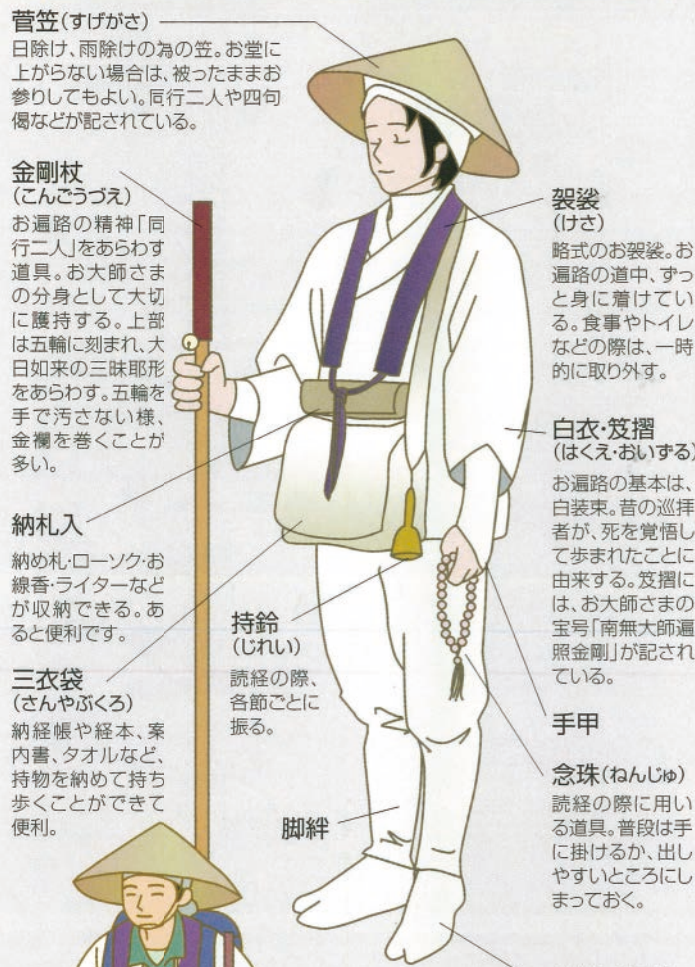 菅笠(すげがさ)
日除け、雨除けの為の笠。お堂に
上がらない場合は、被ったままお
参りしてもよい。同行二人や四句
偈などが記されている。
金剛杖
(こんごうづえ)
お遍路の精神「同
行二人」をあらわす
道具。お大師さま
の分身として大切
に護持する。上部
は五輪に刻まれ、大
日如来の三昧耶形
をあらわす。五輪を
手で汚さない様、
金襴を巻くことが
多い。
納札入
納め札・ローソク・お
線香・ライターなど
が収納できる。あ
ると便利です。
三衣袋
(さんやぶくろ)
納経帳や経本、案
内書、タオルなど、
持物を納めて持ち
歩くことができて
便利。
持鈴
(じれい)
読経の際、
各節ごとに
振る。
脚絆
袈裟
(けさ)
略式のお袈裟。お
遍路の道中、ずっ
と身に着けてい
る。食事やトイレ
などの際は、一時
的に取り外す。
白衣・笈摺
(はくえ・おいずる)
お遍路の基本は、
白装束。昔の巡拝
者が、死を覚悟し
て歩まれたことに
由来する。笈摺に
は、お大師さまの
宝号「南無大師遍
照金剛」が記され
ている。
手甲
念珠(ねんじゅ)
読経の際に用い
る道具。普段は手
に掛けるか、出し
やすいところにし
まっておく。